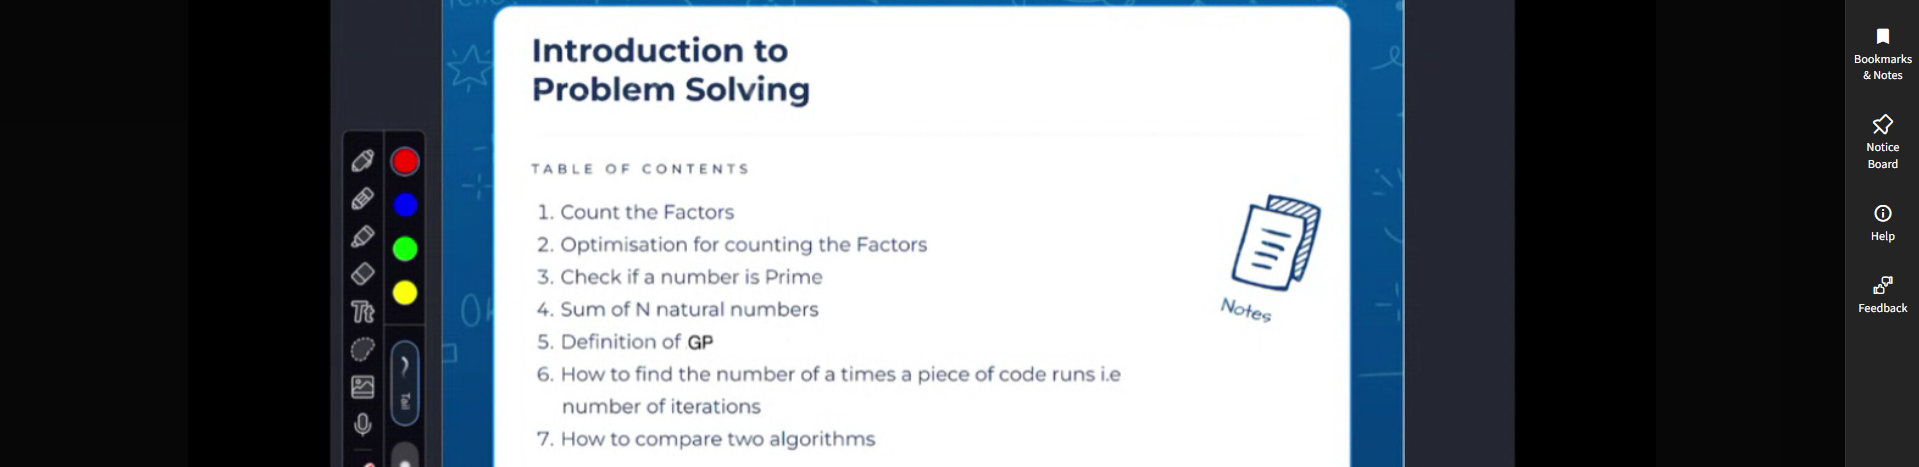 Introduction to
Problem Solving
TABLE OF CONTENTS
1. Count the Factors
2. Optimisation for counting the Factors
3. Check if a number is Prime
4. Sum of N natural numbers
5. Definition of GP
6. How to find the number of a times a piece of code runs i.e
number of iterations
7. How to compare two algorithms
Notes
Tt
Tail
Bookmarks
& Notes
Notice
Board
Help
Feedback